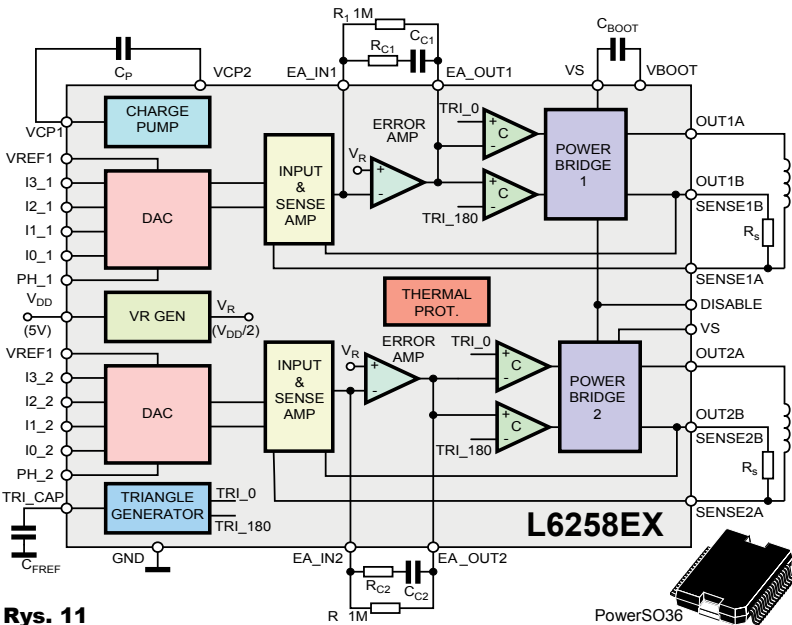 R1 1M
RC1
CC1
CBOOT
CP
VCP2
EA_IN1
EA_OUT1
VS
VBOOT
VCP1
CHARGE
PUMP
TRI_0
OUT1A
ERROR
AMP
VREF1
I3_1
I2_1
I1_1
I0_1
PH_1
DAC
INPUT
&
SENSE
AMP
VR
+
-
+
-
C
+
-
C
TRI_180
POWER
BRIDGE
1
OUT1B
SENSE1B
Rs
SENSE1A
THERMAL
PROT.
DISABLE
VDD
(5V)
VR GEN
VR
(VDD/2)
VS
VREF1
I3_2
I2_2
I1_2
I0_2
PH_2
DAC
INPUT
&
SENSE
AMP
ERROR
AMP
VR
+
-
TRI_0
+
-
C
+
-
C
TRI_180
POWER
BRIDGE
2
OUT2A
OUT2B
SENSE2B
Rs
SENSE2A
TRI_CAP
TRIANGLE
GENERATOR
TRI_0
TRI_180
L6258EX
CFREF
GND
EA_IN2
EA_OUT2
RC2
CC2
R 1M
Rys. 11
PowerSO36